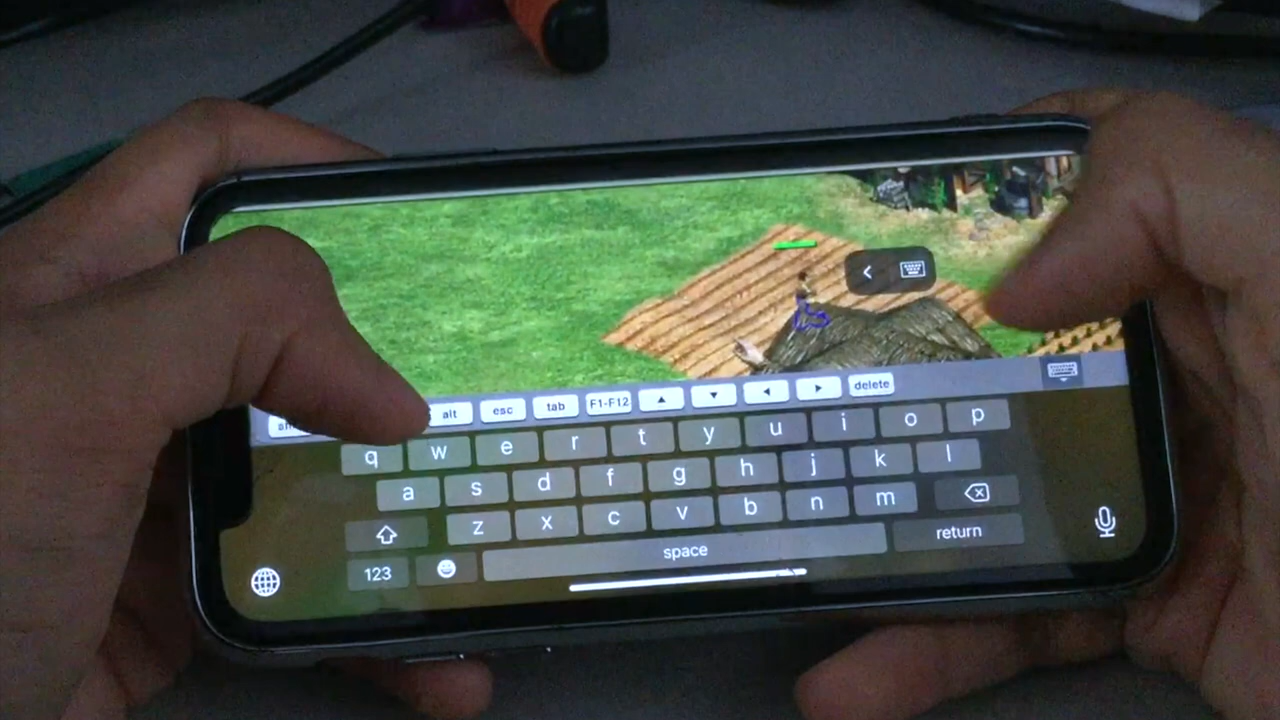 alt esc tab F1-F12 delete
q w e r t y u i o p
a s d f g h j k l
z x c v b n m
123 space return